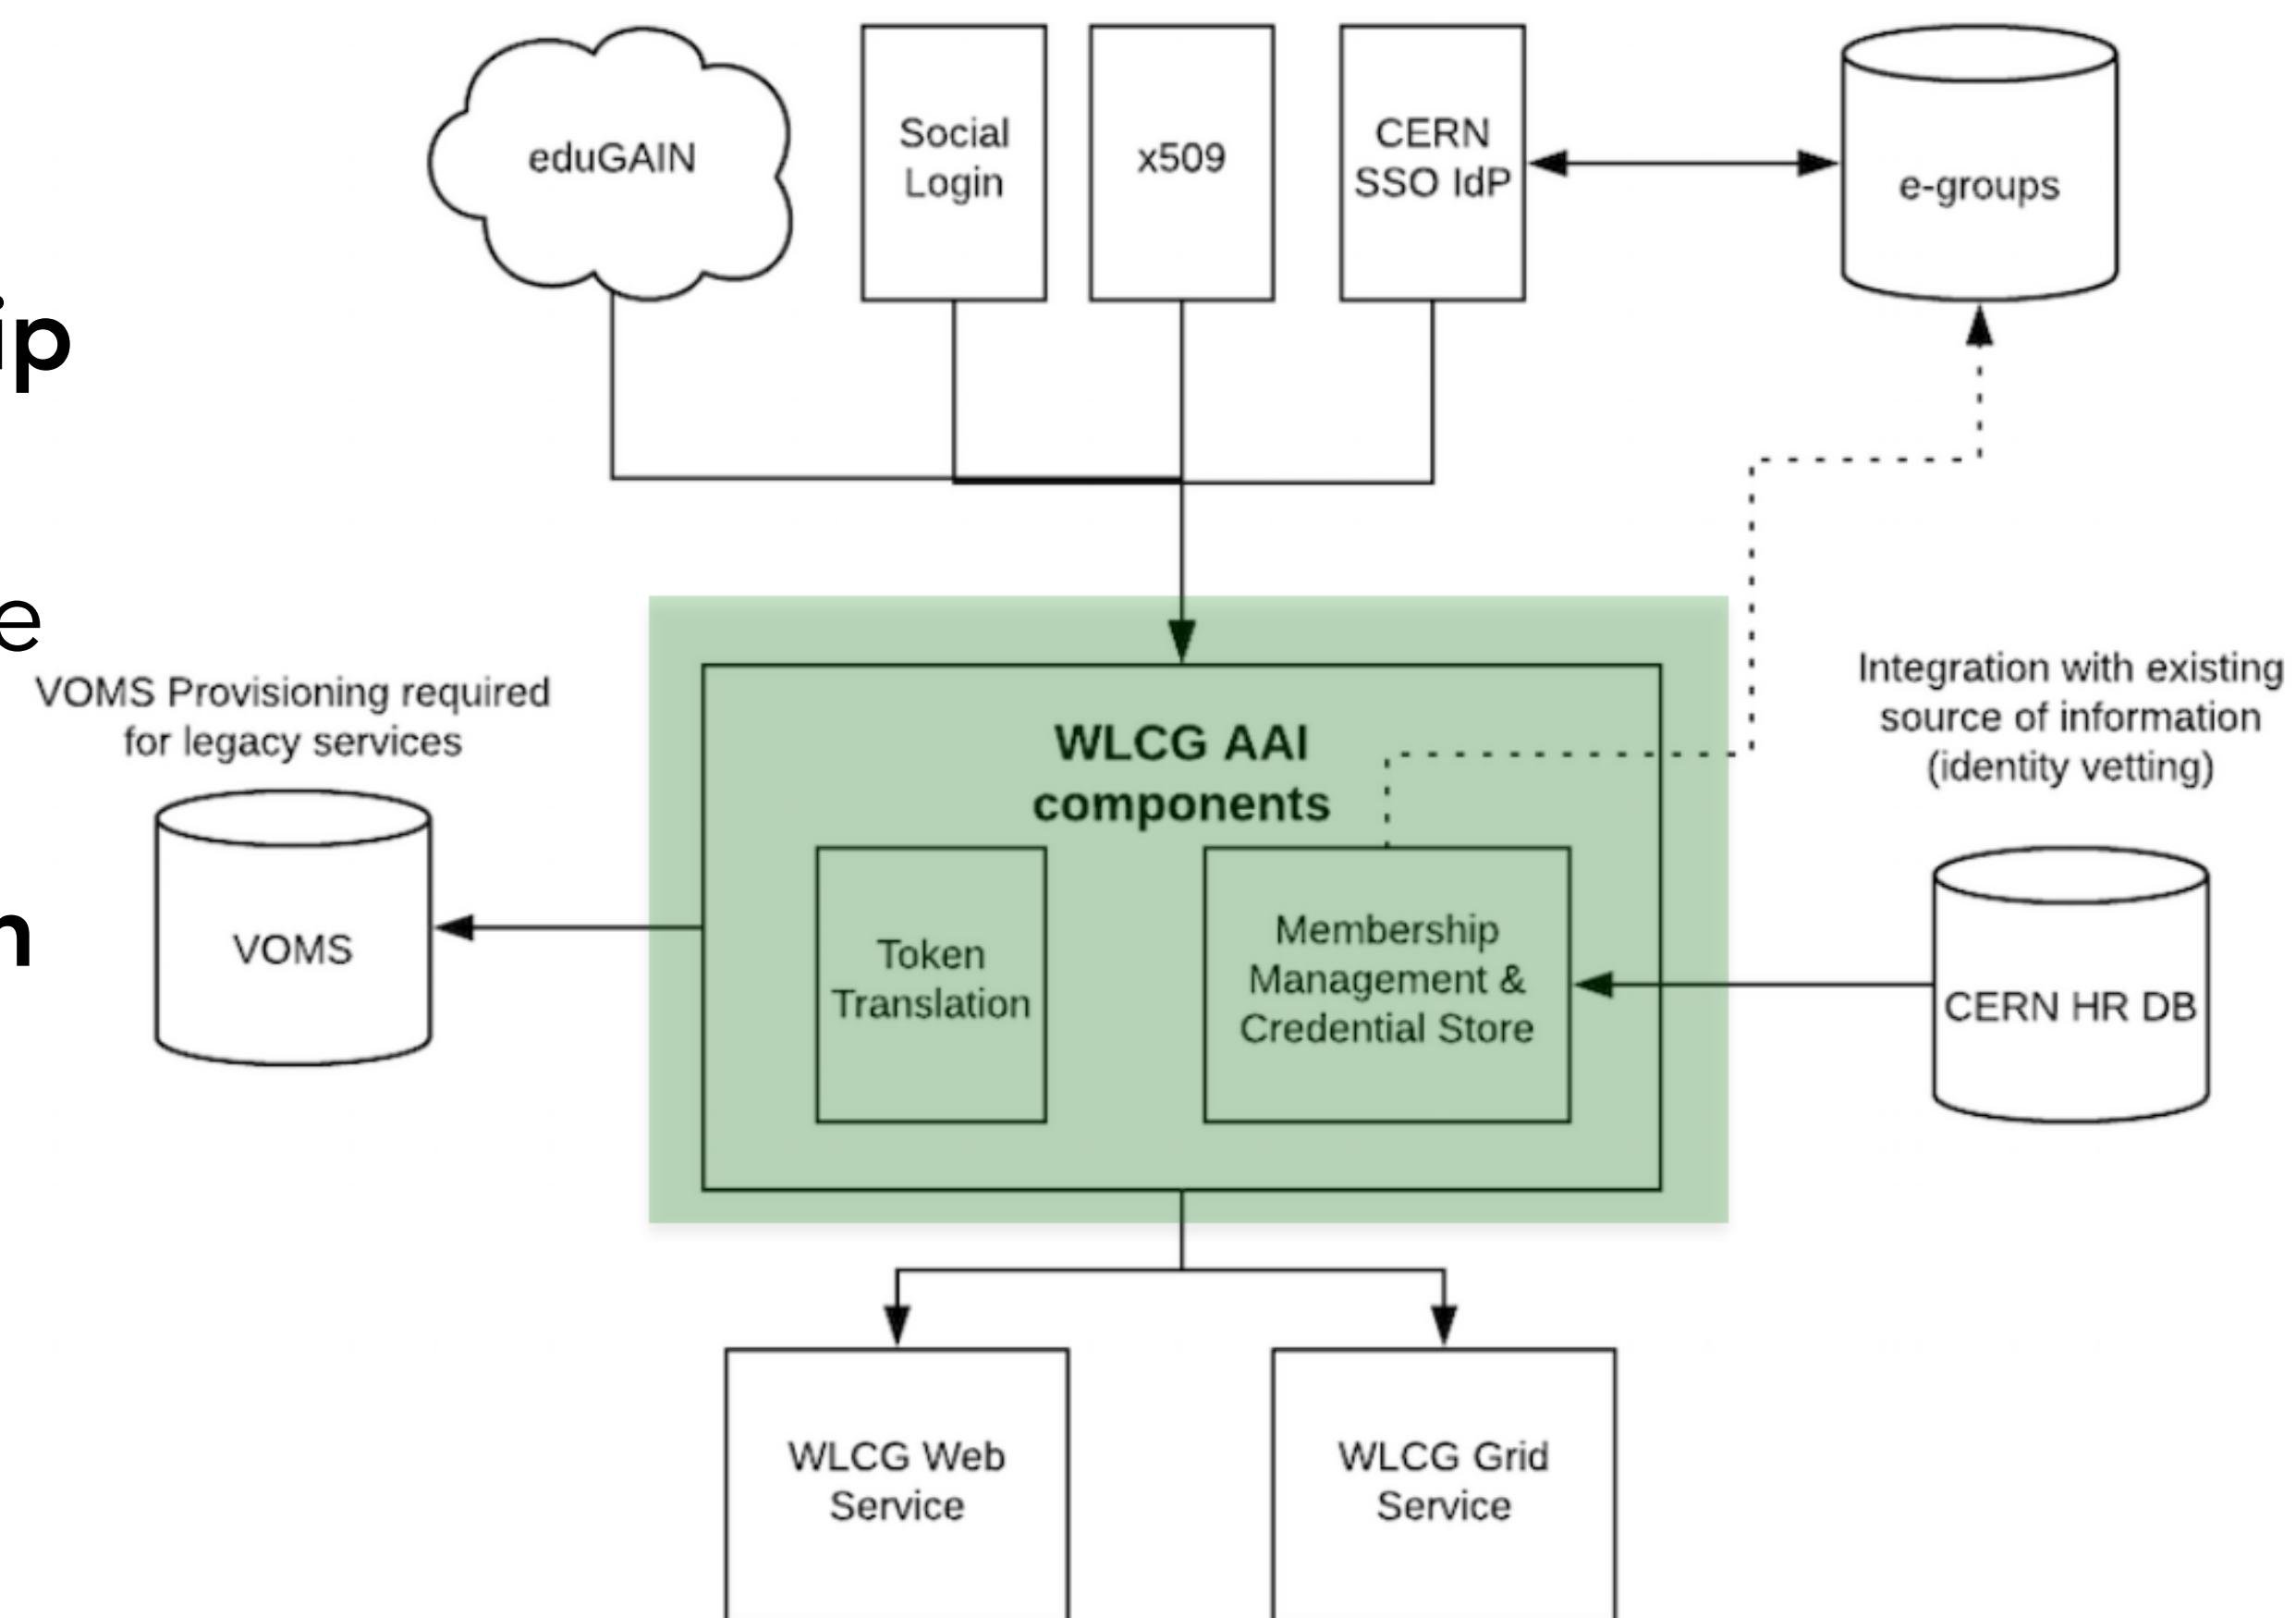 eduGAIN
Social
Login
x509
CERN
SSO IdP
e-groups
ip
e
VOMS Provisioning required
for legacy services
Integration with existing
source of information
(identity vetting)
WLCG AAI
components
n
VOMS
Token
Translation
Membership
Management &
Credential Store
CERN HR DB
WLCG Web
Service
WLCG Grid
Service